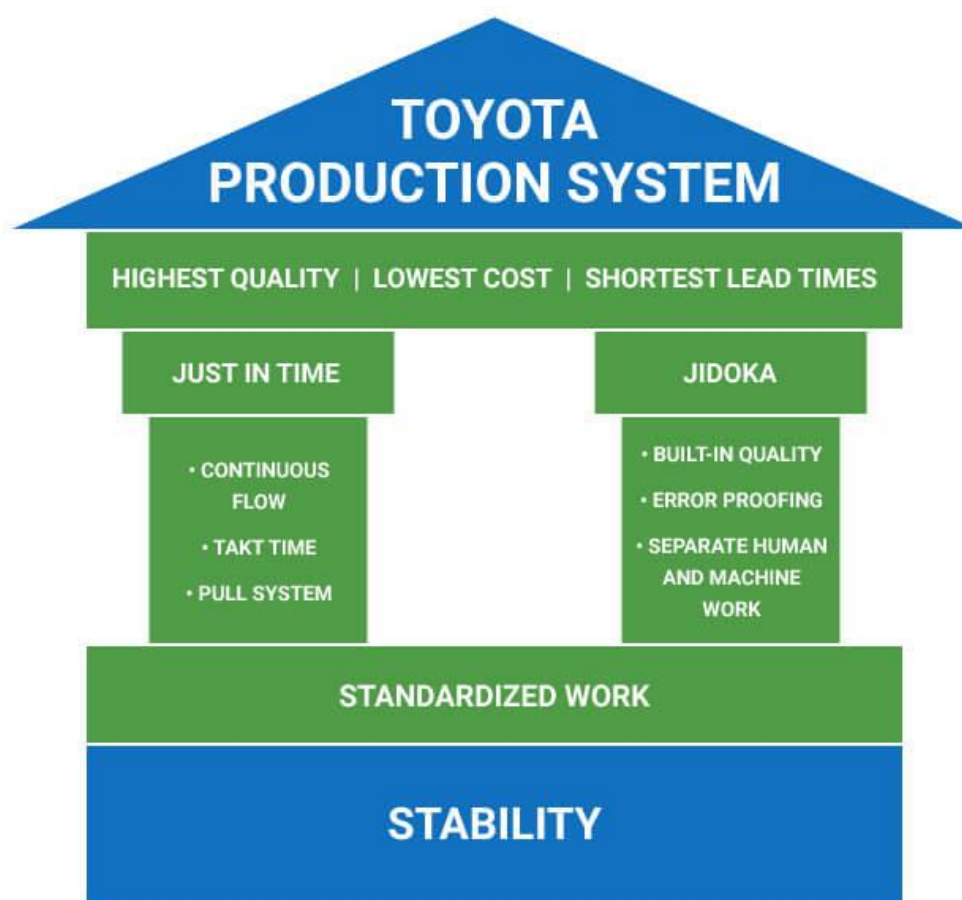 TOYOTA
PRODUCTION SYSTEM
HIGHEST QUALITY | LOWEST COST | SHORTEST LEAD TIMES
JUST IN TIME
• CONTINUOUS
FLOW
• TAKT TIME
• PULL SYSTEM
JIDOKA
• BUILT-IN QUALITY
• ERROR PROOFING
• SEPARATE HUMAN
AND MACHINE
WORK
STANDARDIZED WORK
STABILITY